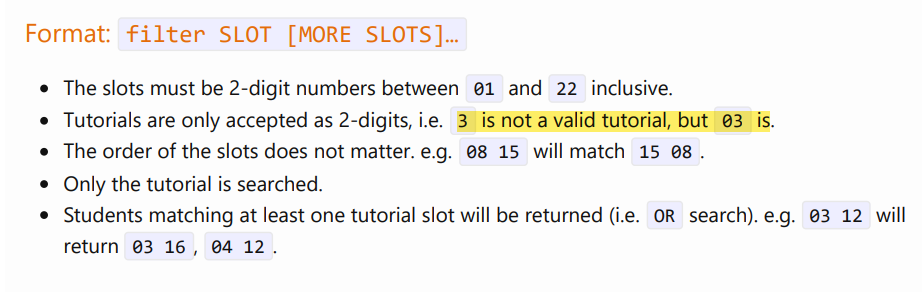 Format: filter SLOT [MORE SLOTS]…
The slots must be 2-digit numbers between 01 and 22 inclusive.
Tutorials are only accepted as 2-digits, i.e. 3 is not a valid tutorial, but 03 is.
The order of the slots does not matter. e.g. 08 15 will match 15 08.
Only the tutorial is searched.
Students matching at least one tutorial slot will be returned (i.e. OR search). e.g. 03 12 will
return 03 16, 04 12.